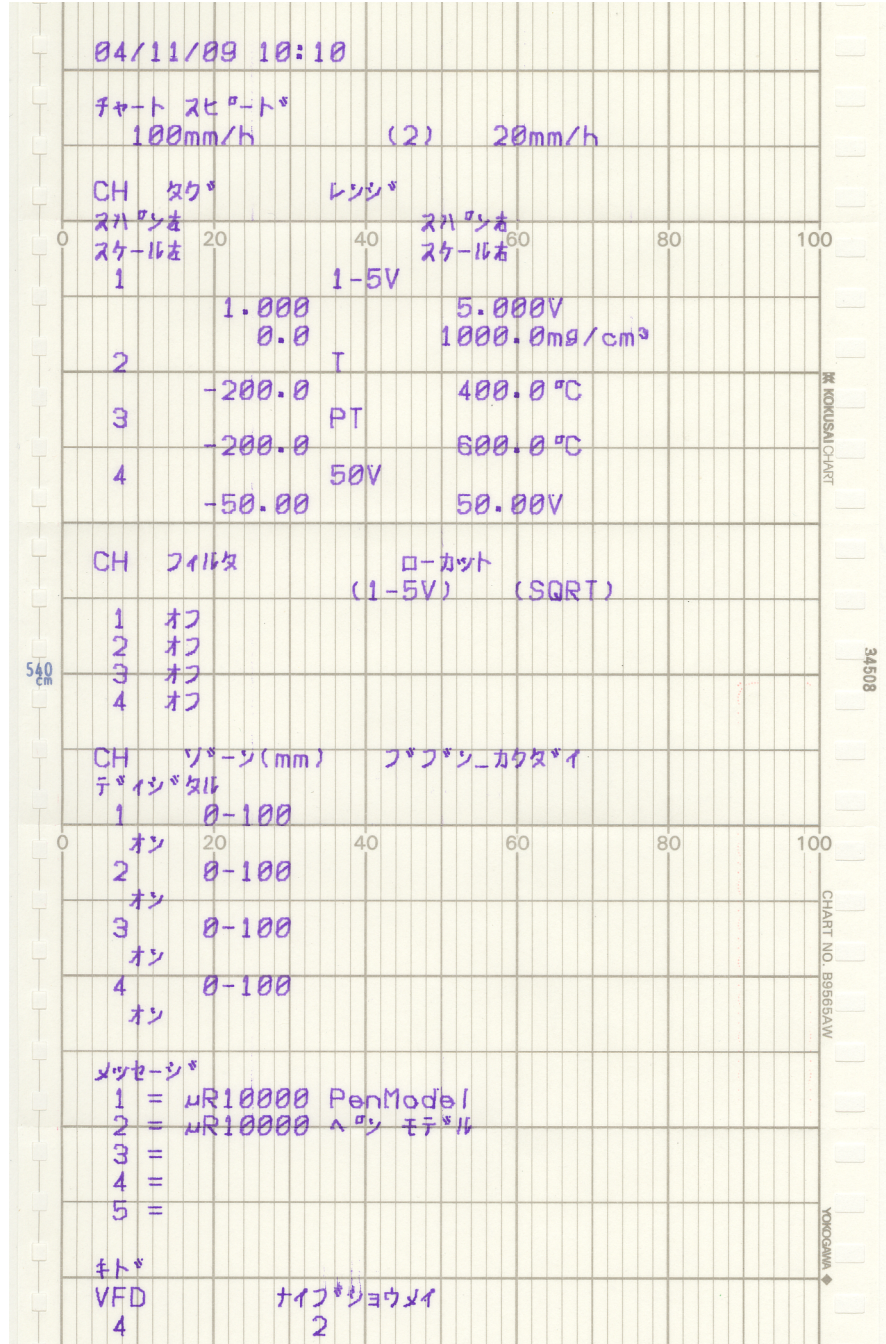 04/11/09 10:10
チャート スピード
100mm/h (2) 20mm/h
CH タグ レンジ
スパン左 スパン右
0 20 40 60 80 100
スケール左 スケール右
1 1-5V
1.000 5.000V
0.0 1000.0mg/cm³
2 T
-200.0 400.0℃
3 PT
-200.0 600.0℃
4 50V
-50.00 50.00V
KOKUSAI CHART
CH フィルタ ローカット
(1-5V) (SQRT)
1 オフ
2 オフ
3 オフ
4 オフ
540
cm
34508
CH ゾーン(mm) ブブン_カクダイ
ディジタル
1 0-100
0 20 40 60 80 100
オン
2 0-100
オン
3 0-100
オン
4 0-100
オン
CHART NO. B9565AW
メッセージ
1 = μR10000 PenModel
2 = μR10000 ペン モデル
3 =
4 =
5 =
YOKOGAWA
キド
VFD ナイブショウメイ
4 2